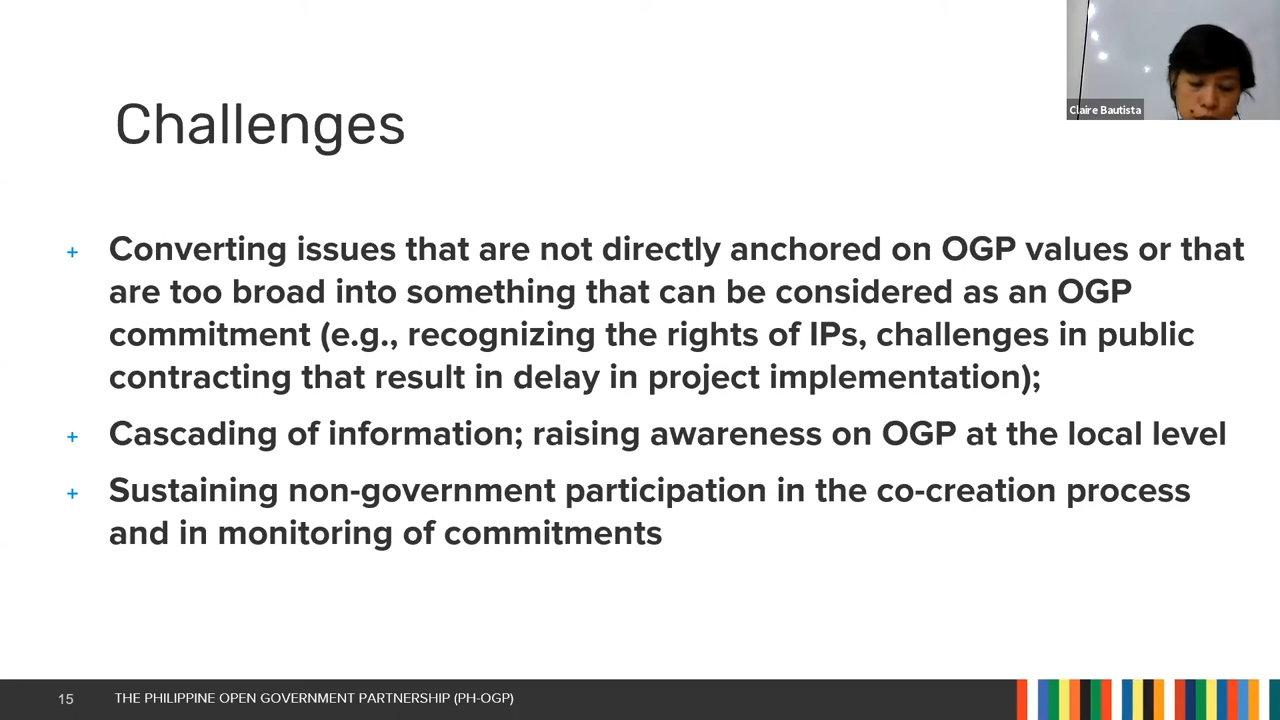 Claire Bautista
Challenges
+ Converting issues that are not directly anchored on OGP values or that
are too broad into something that can be considered as an OGP
commitment (e.g., recognizing the rights of IPs, challenges in public
contracting that result in delay in project implementation);
+ Cascading of information; raising awareness on OGP at the local level
+ Sustaining non-government participation in the co-creation process
and in monitoring of commitments
15 THE PHILIPPINE OPEN GOVERNMENT PARTNERSHIP (PH-OGP)